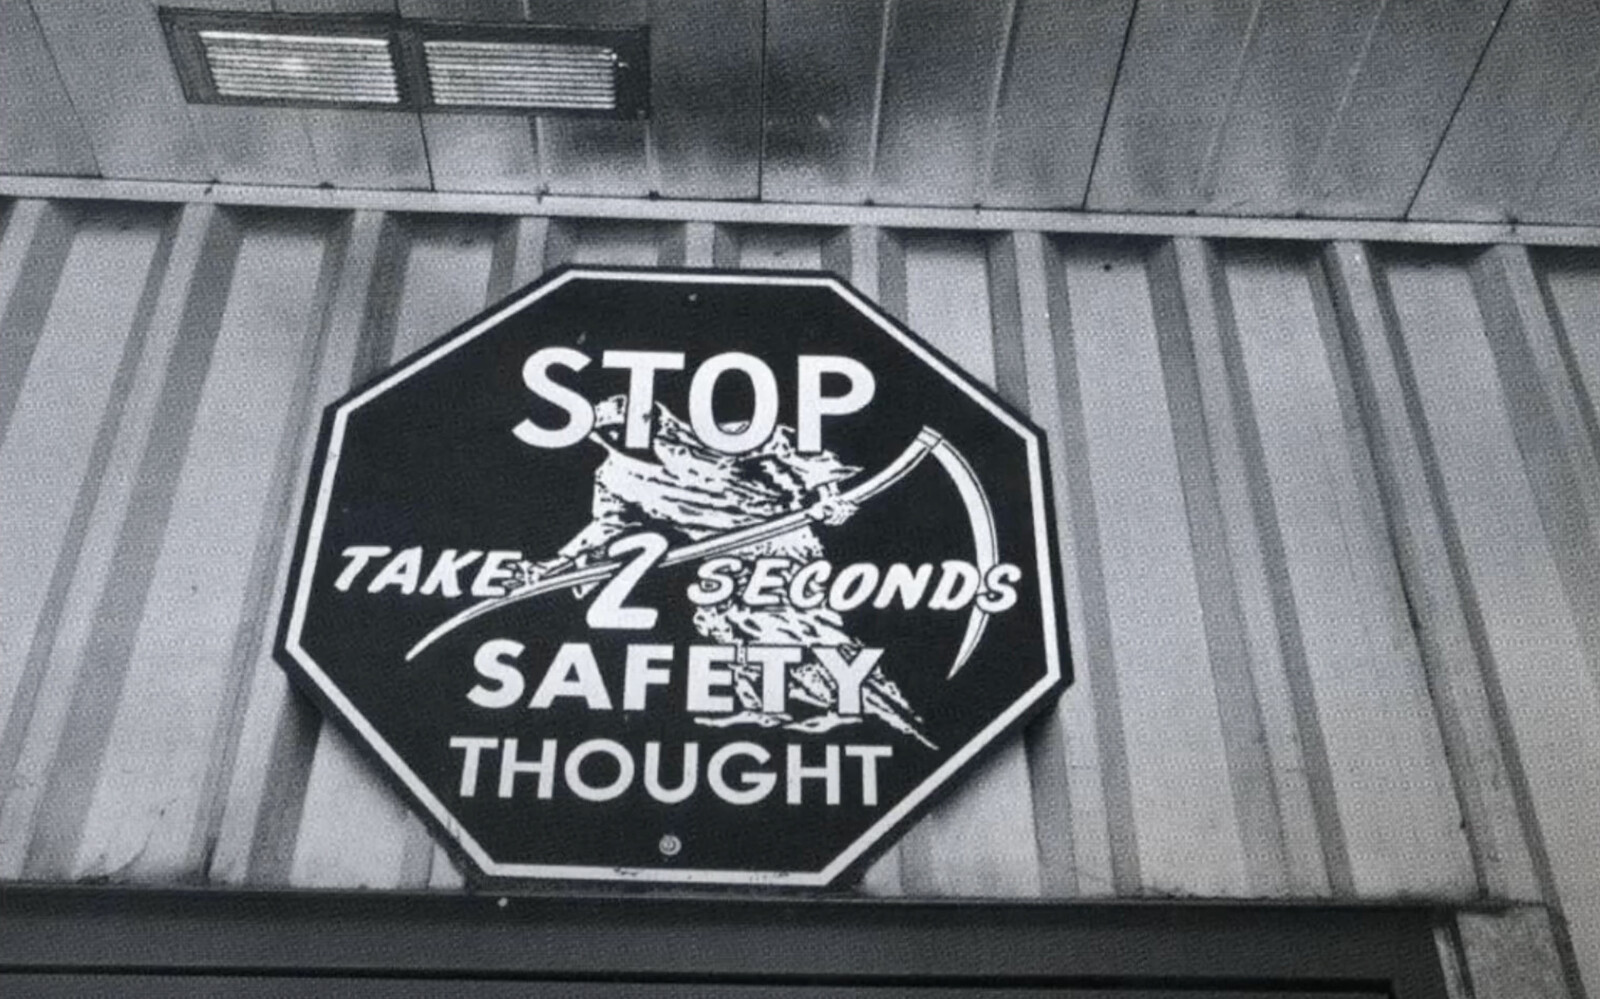 STOP
TAKE 2 SECONDS
SAFETY
THOUGHT